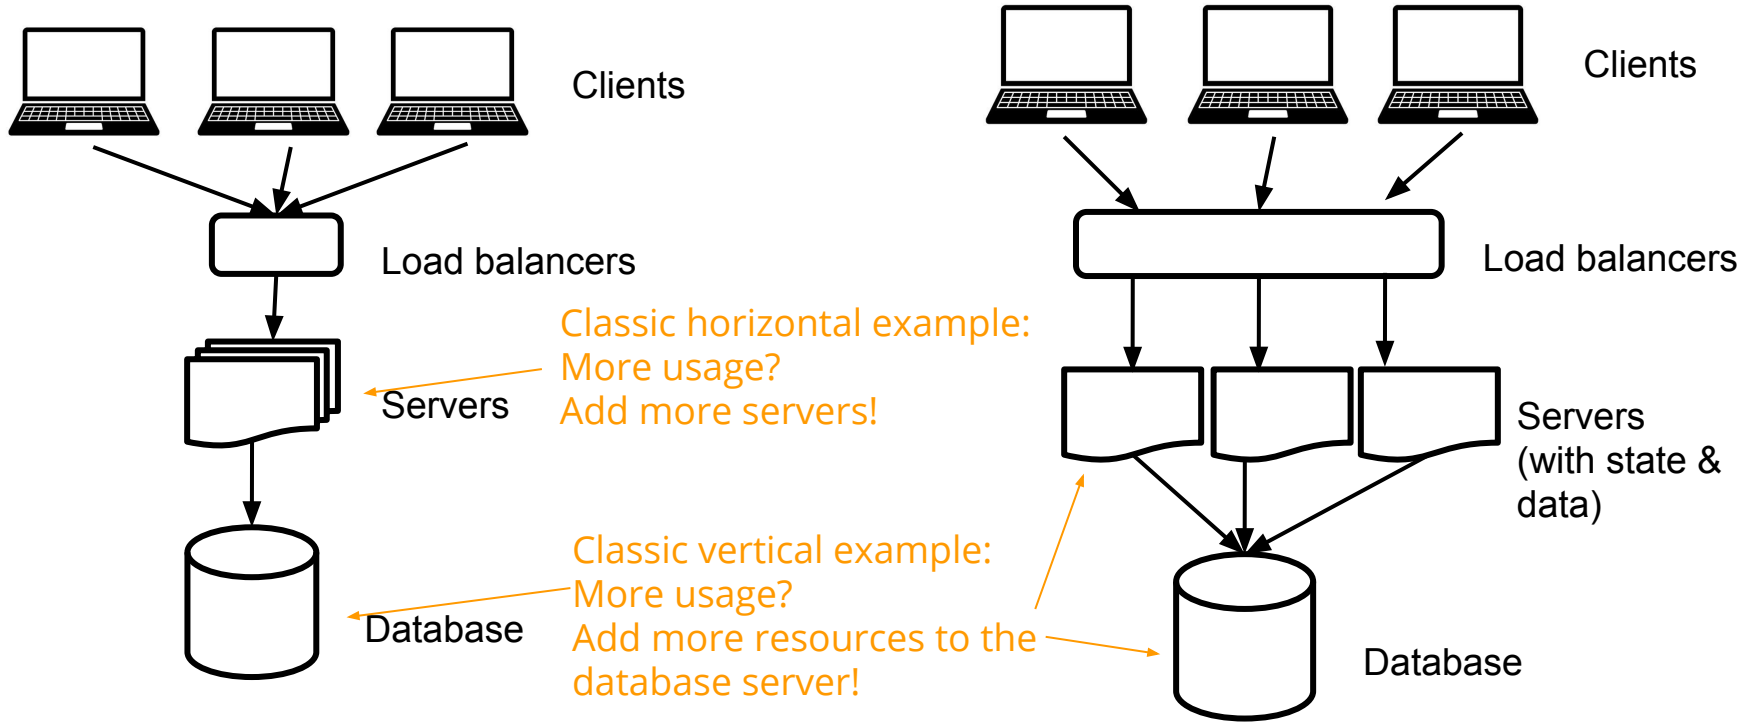 Clients
Load balancers
Classic horizontal example:
More usage?
Add more servers!
Servers
Classic vertical example:
More usage?
Add more resources to the
database server!
Database
Clients
Load balancers
Servers
(with state &
data)
Database